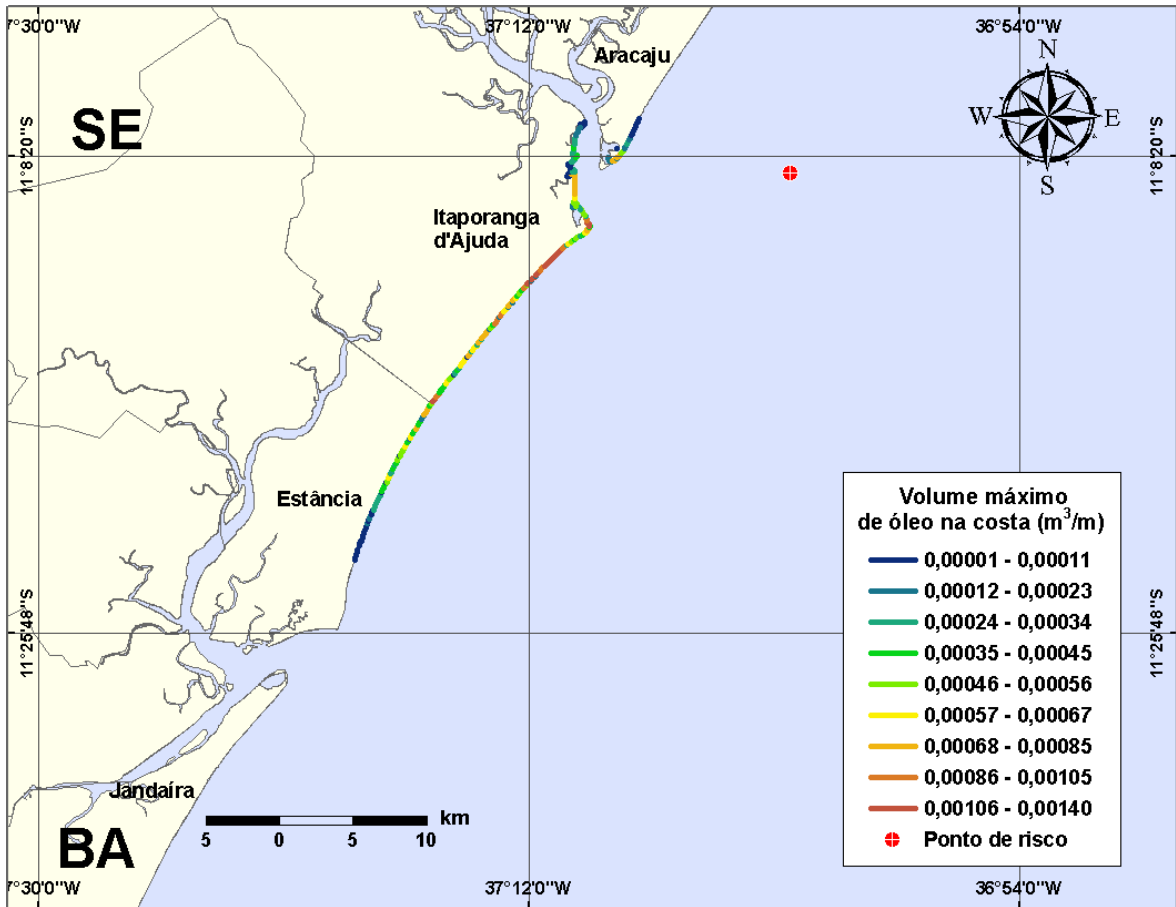 7°30'0"W
37°12'0"W
36°54'0"W
Aracaju
N
W
E
S
SE
11°8'20"S
11°8'20"S
Itaporanga
d'Ajuda
Estância
11°25'48"S
11°25'48"S
Volume máximo
de óleo na costa (m³/m)
0,00001 - 0,00011
0,00012 - 0,00023
0,00024 - 0,00034
0,00035 - 0,00045
0,00046 - 0,00056
0,00057 - 0,00067
0,00068 - 0,00085
0,00086 - 0,00105
0,00106 - 0,00140
Ponto de risco
Jandaíra
BA
km
5 0 5 10
7°30'0"W
37°12'0"W
36°54'0"W